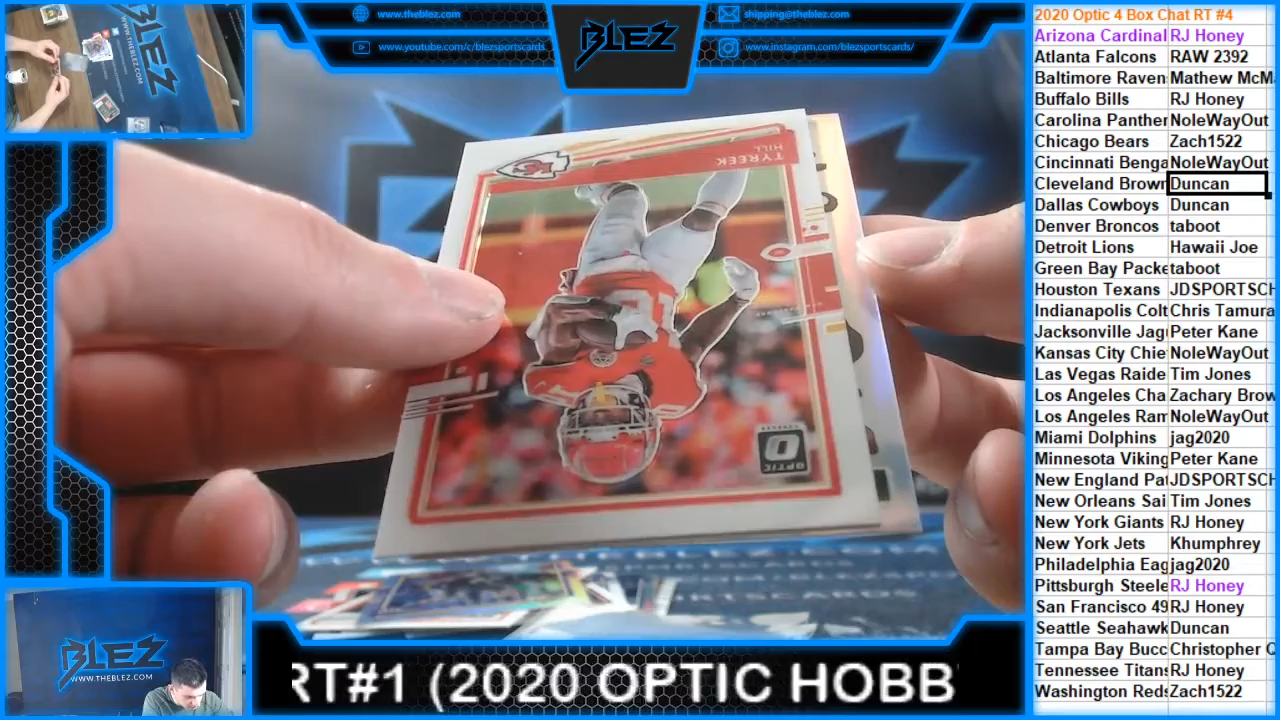 www.theblez.com
shipping@theblez.com
www.youtube.com/c/blezsportscards/
www.instagram.com/blezsportscards/
BLEZ
WWW.THEBLEZ.COM
TYREEK
HILL
OPTIC
BLEZ
WWW.THEBLEZ.COM
RT#1 (2020 OPTIC HOBB
2020 Optic 4 Box Chat RT #4
Arizona Cardinal RJ Honey
Atlanta Falcons RAW 2392
Baltimore Raven Mathew McM
Buffalo Bills RJ Honey
Carolina Panther NoleWayOut
Chicago Bears Zach1522
Cincinnati Benga NoleWayOut
Cleveland Brown Duncan
Dallas Cowboys Duncan
Denver Broncos taboot
Detroit Lions Hawaii Joe
Green Bay Packe taboot
Houston Texans JDSPORTSCH
Indianapolis Colt Chris Tamura
Jacksonville Jag Peter Kane
Kansas City Chie NoleWayOut
Las Vegas Raide Tim Jones
Los Angeles Cha Zachary Brow
Los Angeles Ram NoleWayOut
Miami Dolphins jag2020
Minnesota Viking Peter Kane
New England Pat JDSPORTSCH
New Orleans Sai Tim Jones
New York Giants RJ Honey
New York Jets Khumphrey
Philadelphia Eag jag2020
Pittsburgh Steele RJ Honey
San Francisco 49 RJ Honey
Seattle Seahawk Duncan
Tampa Bay Bucc Christopher Q
Tennessee Titans RJ Honey
Washington Reds Zach1522